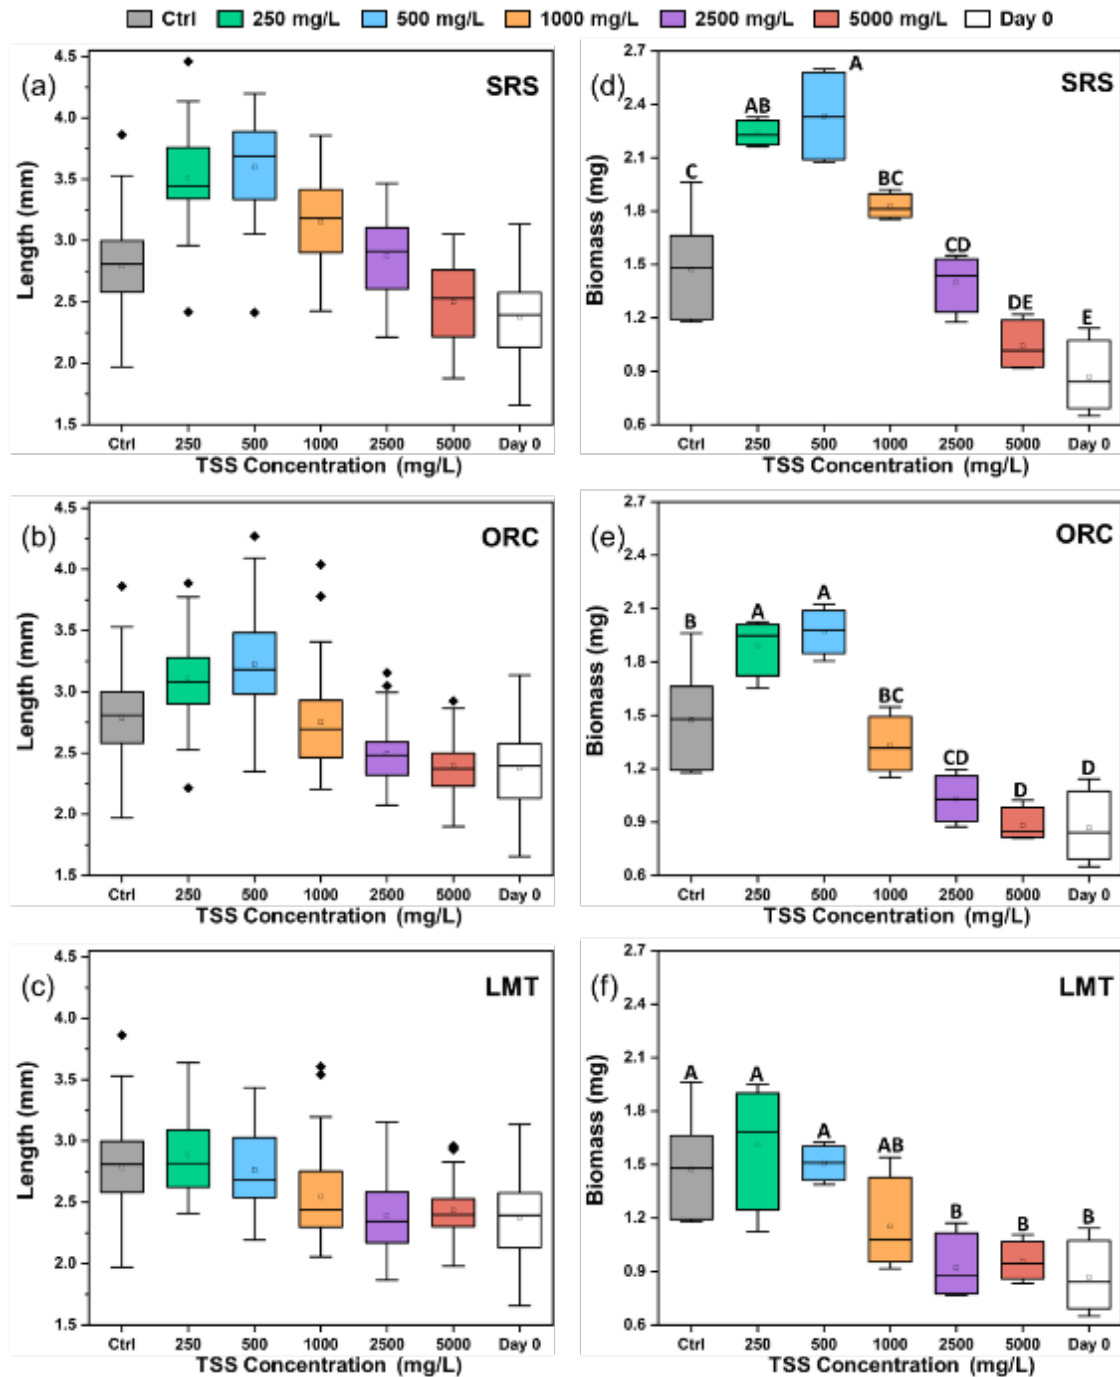 Ctrl 250 mg/L 500 mg/L 1000 mg/L 2500 mg/L 5000 mg/L Day 0
(a) SRS
Length (mm)
4.5
4.0
3.5
3.0
2.5
2.0
1.5
Ctrl 250 500 1000 2500 5000 Day 0
TSS Concentration (mg/L)
(d) SRS
Biomass (mg)
2.7
2.4
2.1
1.8
1.5
1.2
0.9
0.6
C AB A BC CD DE E
Ctrl 250 500 1000 2500 5000 Day 0
TSS Concentration (mg/L)
(b) ORC
Length (mm)
4.5
4.0
3.5
3.0
2.5
2.0
1.5
Ctrl 250 500 1000 2500 5000 Day 0
TSS Concentration (mg/L)
(e) ORC
Biomass (mg)
2.7
2.4
2.1
1.8
1.5
1.2
0.9
0.6
B A A BC CD D D
Ctrl 250 500 1000 2500 5000 Day 0
TSS Concentration (mg/L)
(c) LMT
Length (mm)
4.5
4.0
3.5
3.0
2.5
2.0
1.5
Ctrl 250 500 1000 2500 5000 Day 0
TSS Concentration (mg/L)
(f) LMT
Biomass (mg)
2.7
2.4
2.1
1.8
1.5
1.2
0.9
0.6
A A A AB B B B
Ctrl 250 500 1000 2500 5000 Day 0
TSS Concentration (mg/L)